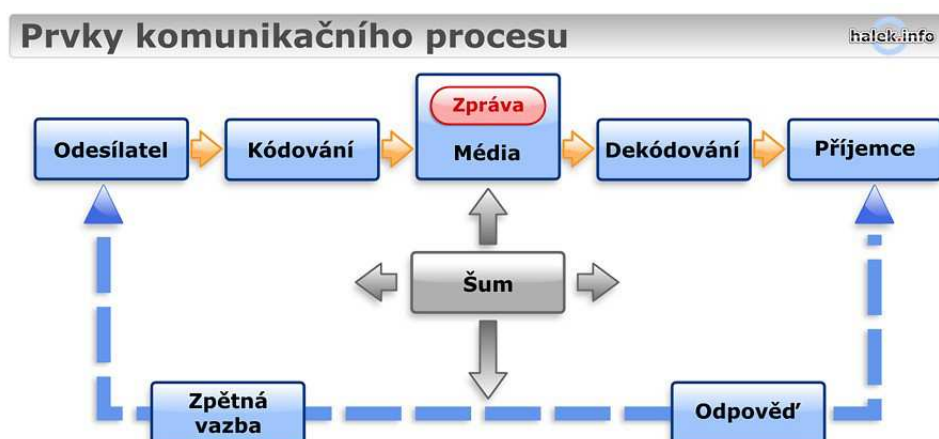 Prvky komunikačního procesu
halek.info
Zpráva
Odesílatel
Kódování
Média
Dekódování
Příjemce
Šum
Zpětná
vazba
Odpověď